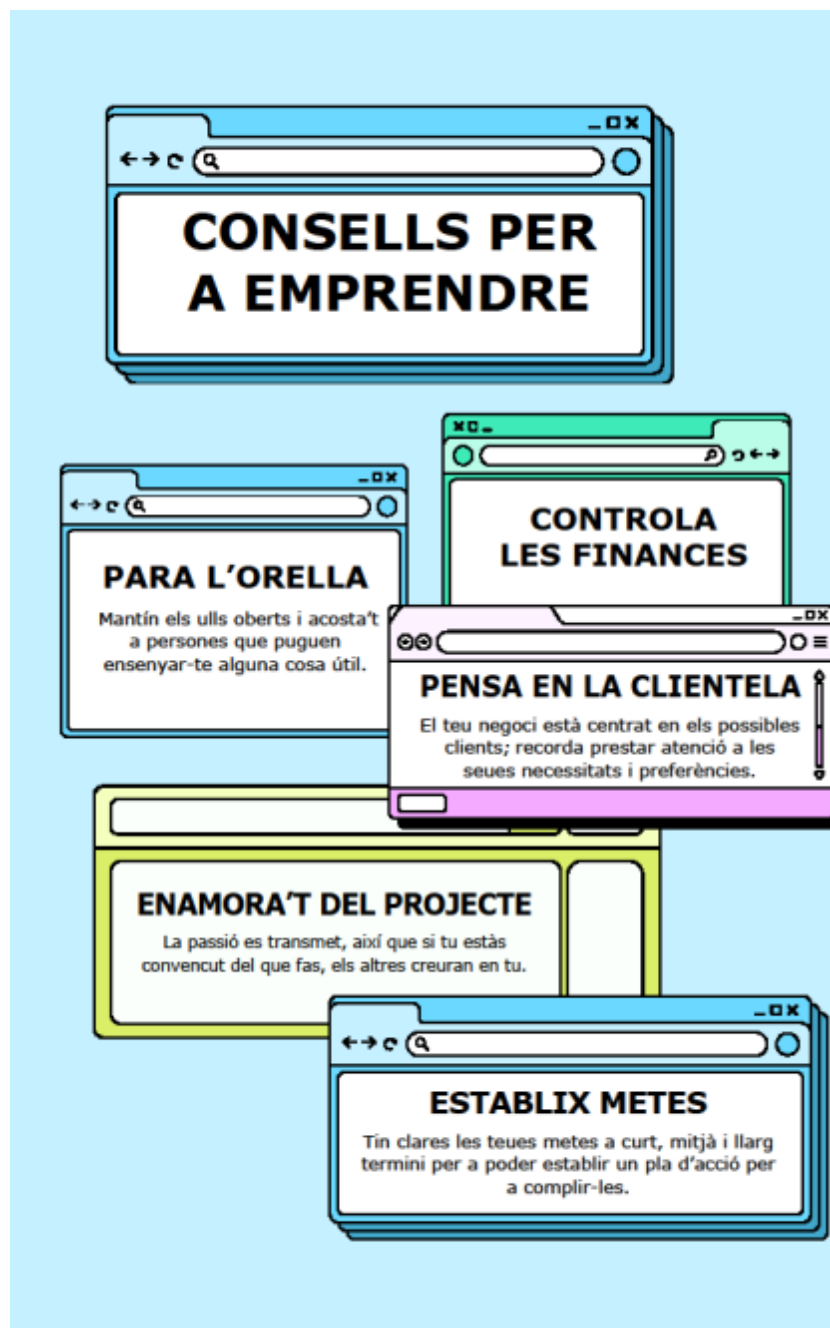 CONSELLS PER
A EMPRENDRE
PARA L’ORELLA
Mantín els ulls oberts i acosta’t
a persones que puguen
ensenyar-te alguna cosa útil.
CONTROLA
LES FINANCES
PENSA EN LA CLIENTELA
El teu negoci està centrat en els possibles
clients; recorda prestar atenció a les
seues necessitats i preferències.
ENAMORA’T DEL PROJECTE
La passió es transmet, així que si tu estàs
convencut del que fas, els altres creuran en tu.
ESTABLIX METES
Tin clares les teues metes a curt, mitjà i llarg
termini per a poder establir un pla d’acció per
a complir-les.